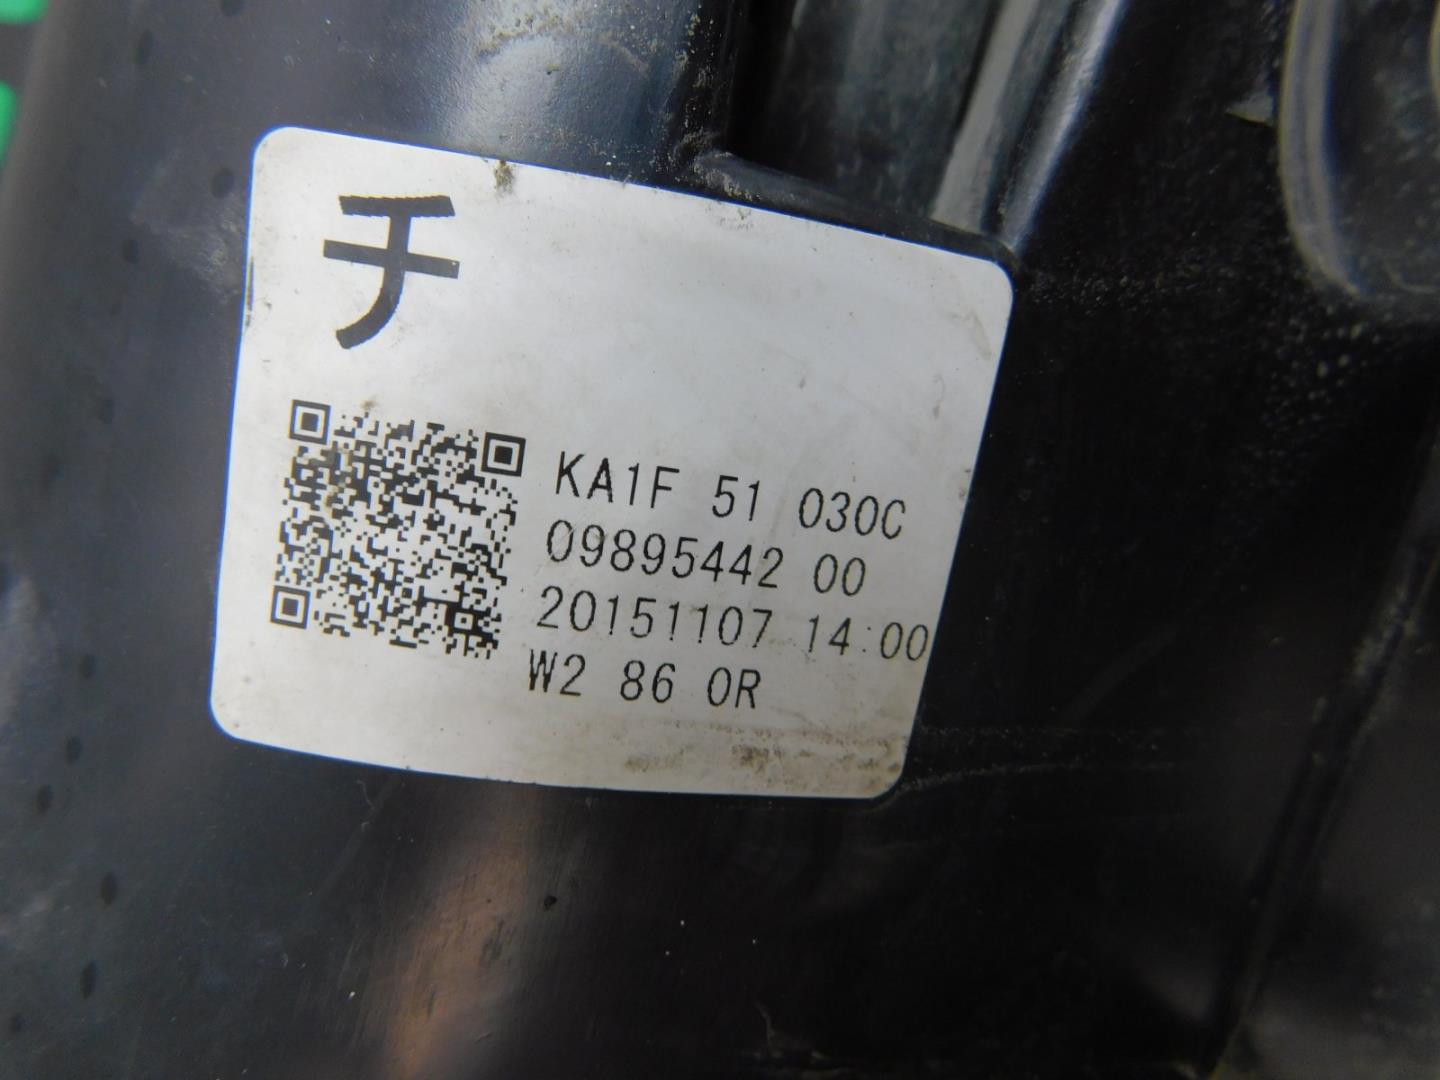 チ
KA1F 51 030C
09895442 00
20151107 14:00
W2 86 0R